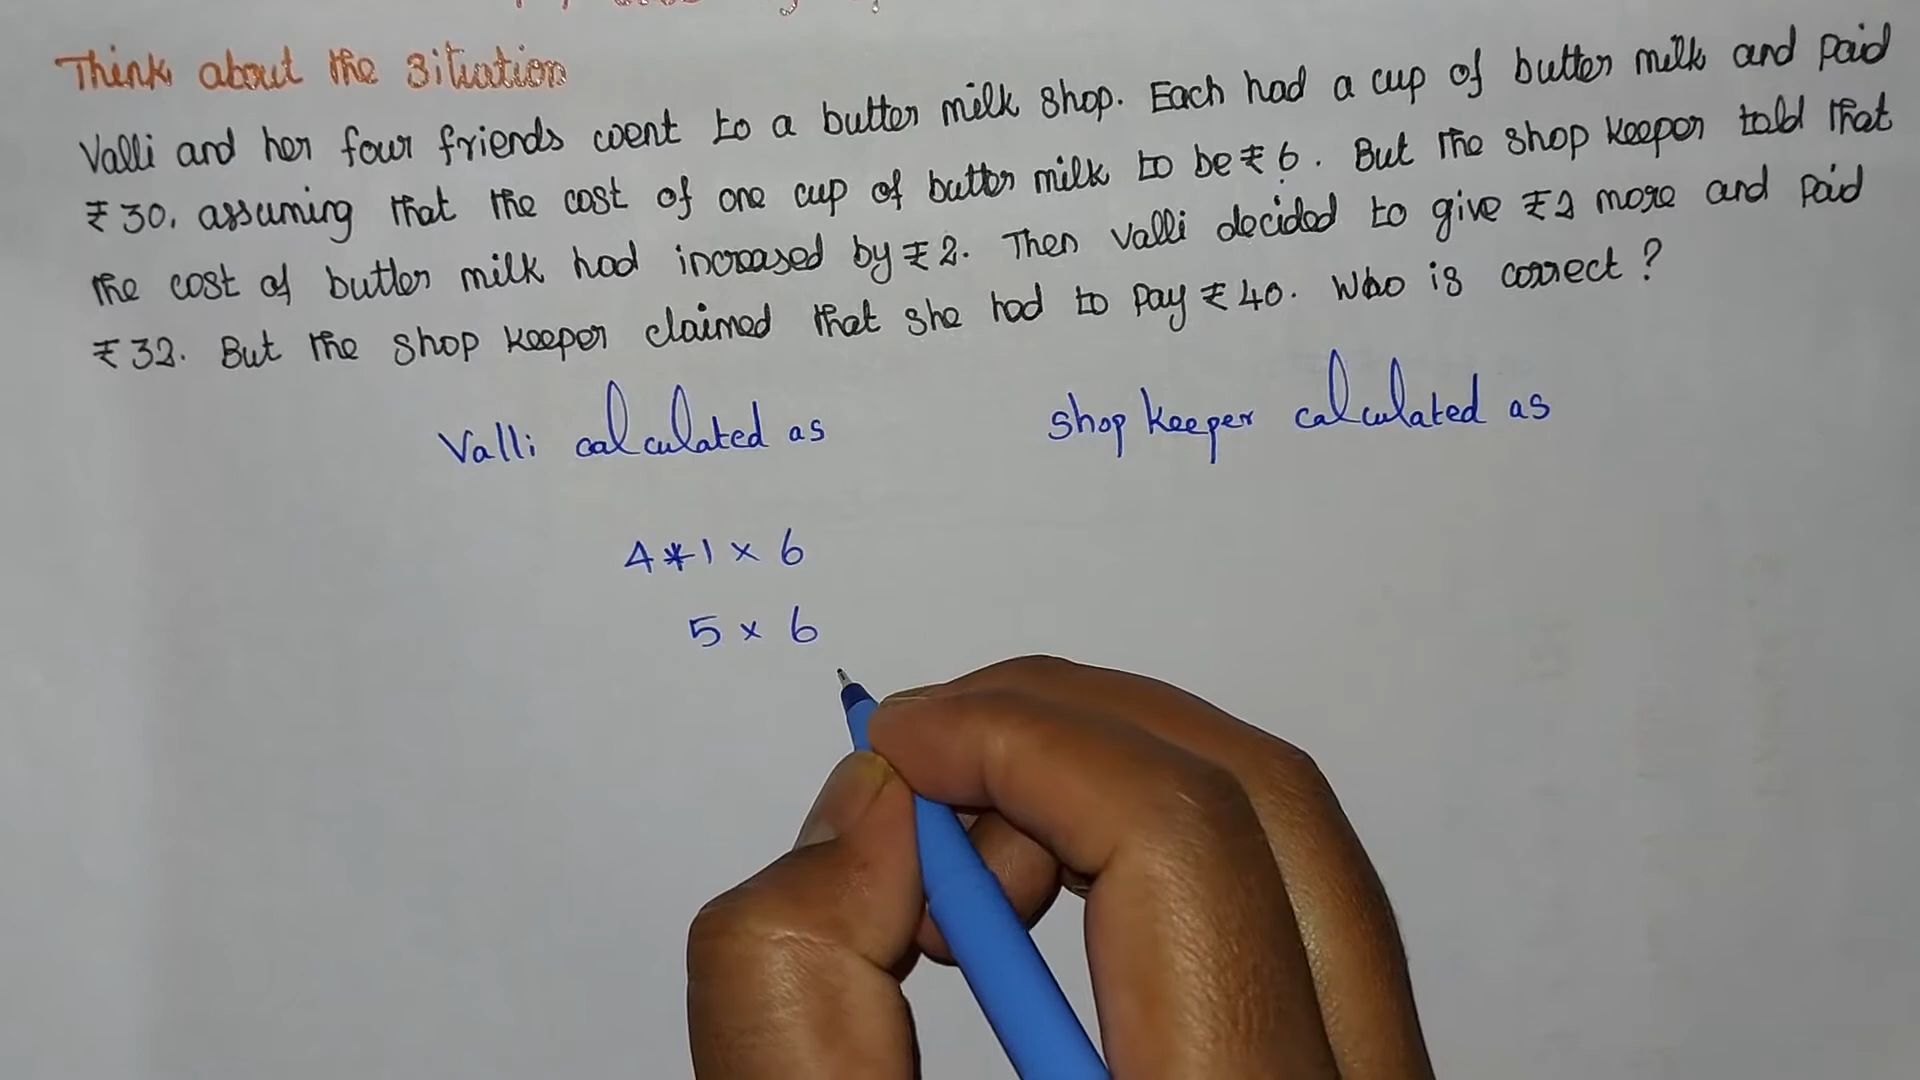 Think about the situation
Valli and her four friends went to a butter milk shop. Each had a cup of butter milk and paid
₹ 30, assuming that the cost of one cup of butter milk to be ₹ 6. But the shop keeper told that
the cost of butter milk had increased by ₹ 2. Then Valli decided to give ₹ 2 more and paid
₹ 32. But the shop keeper claimed that she had to pay ₹ 40. Who is correct?
Valli calculated as
shop keeper calculated as
4 * 1 × 6
5 × 6